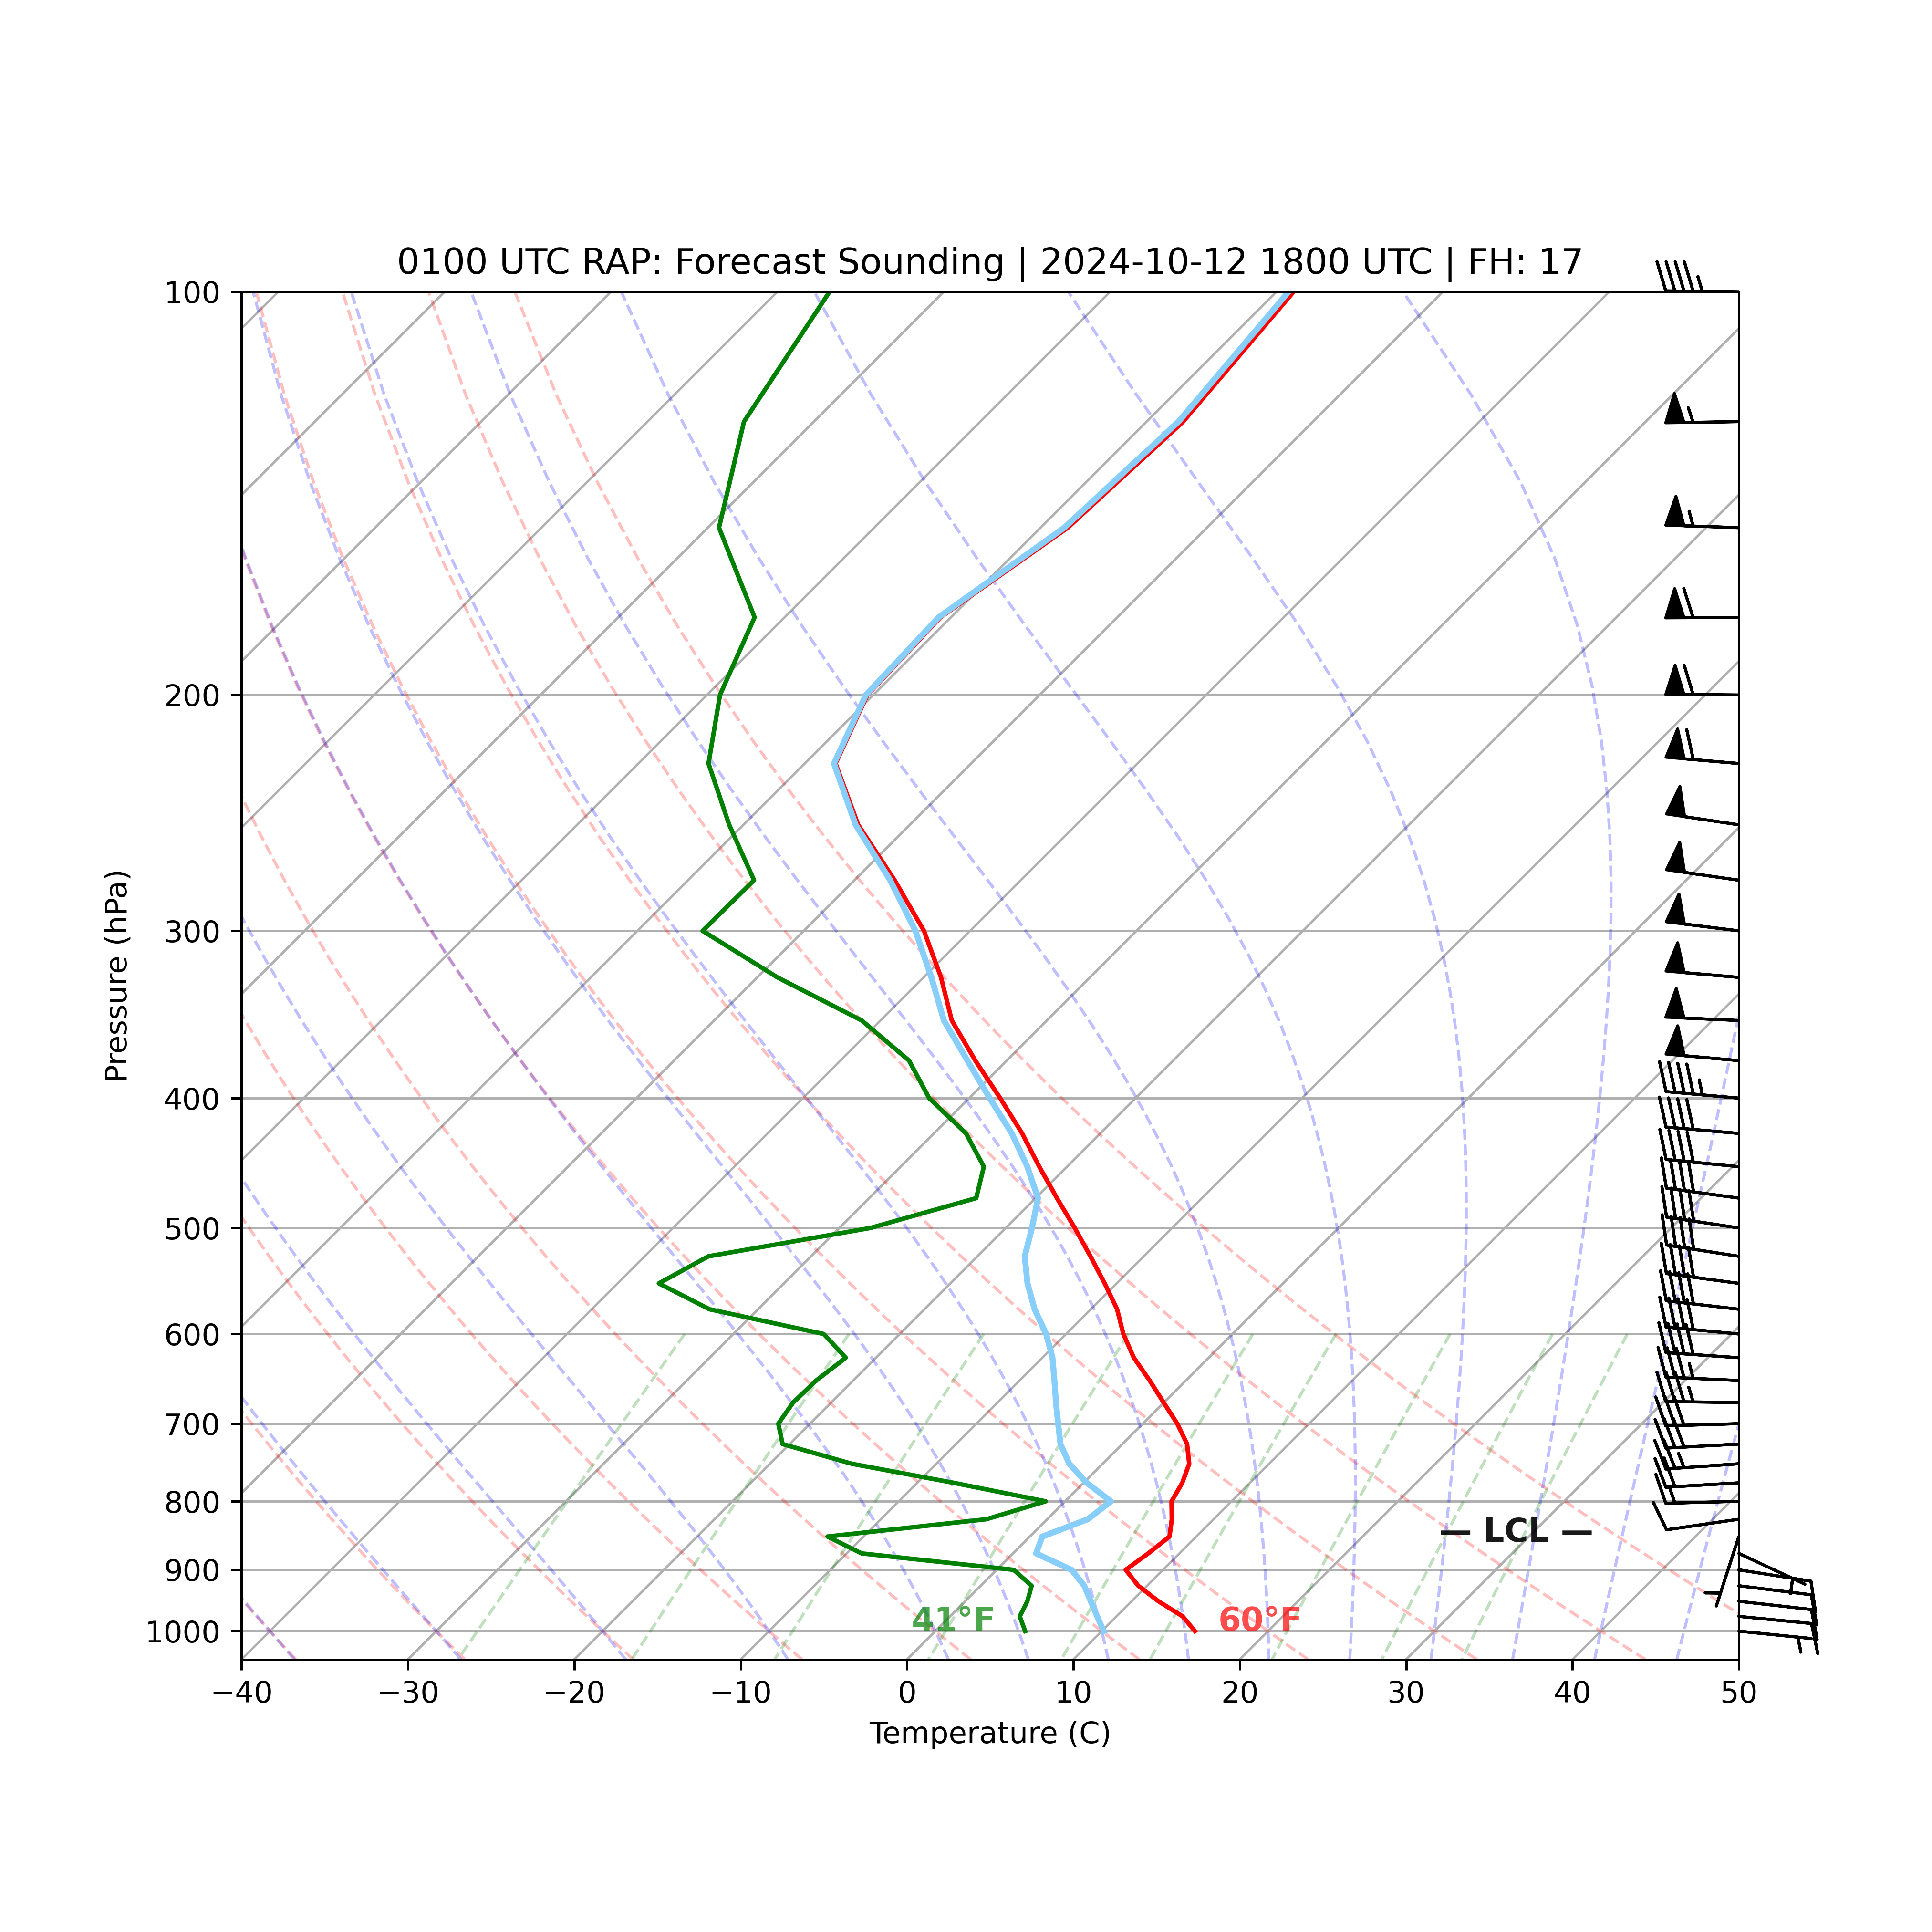 0100 UTC RAP: Forecast Sounding | 2024-10-12 1800 UTC | FH: 17
100
200
300
400
500
600
700
800
900
1000
Pressure (hPa)
— LCL —
41°F
60°F
−40 −30 −20 −10 0 10 20 30 40 50
Temperature (C)